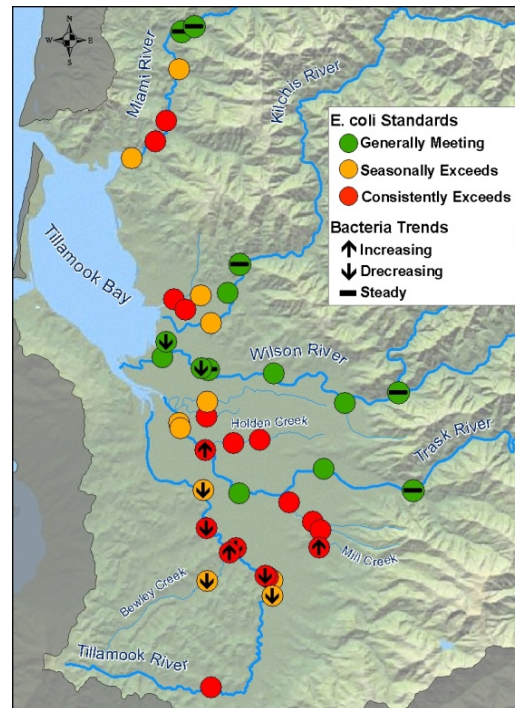 N
W E
S
Miami River
Kilchis River
E. coli Standards
Generally Meeting
Seasonally Exceeds
Consistently Exceeds
Bacteria Trends
Increasing
Drecreasing
Steady
Tillamook Bay
Wilson River
Holden Creek
Trask River
Mill Creek
Bewley Creek
Tillamook River